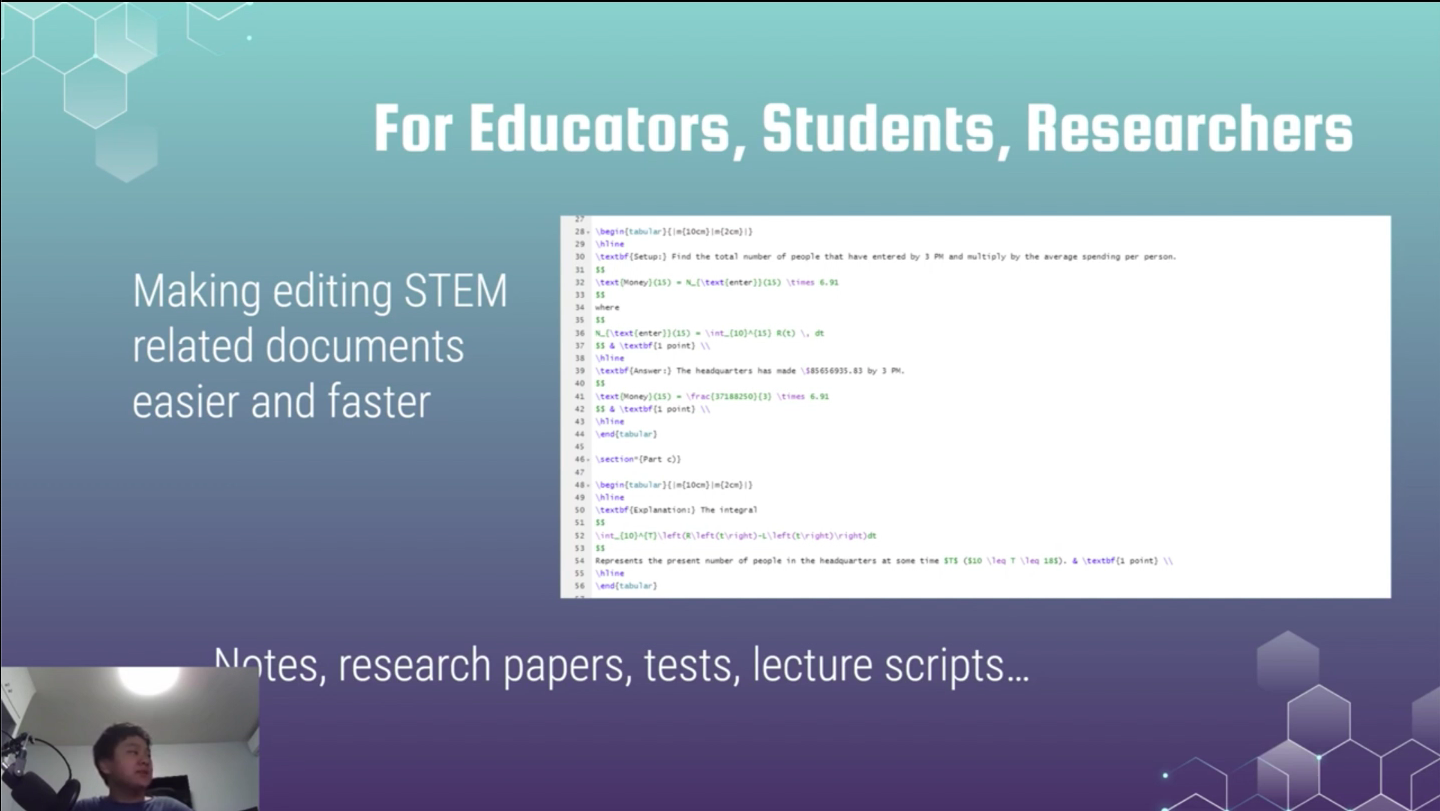 For Educators, Students, Researchers
Making editing STEM
related documents
easier and faster
27
28 \begin{tabular}{|m{10cm}|m{2cm}|}
29 \hline
30 \textbf{Setup:} Find the total number of people that have entered by 3 PM and multiply by the average spending per person.
31 $$
32 \text{Money}(15) = N_{\text{enter}}(15) \times 6.91
33 $$
34 where
35 $$
36 N_{\text{enter}}(15) = \int_{10}^{15} R(t) \, dt
37 $$ & \textbf{1 point} \\
38 \hline
39 \textbf{Answer:} The headquarters has made \$85656935.83 by 3 PM.
40 $$
41 \text{Money}(15) = \frac{37188250}{3} \times 6.91
42 $$ & \textbf{1 point} \\
43 \hline
44 \end{tabular}
45
46 \section*{Part c)}
47
48 \begin{tabular}{|m{10cm}|m{2cm}|}
49 \hline
50 \textbf{Explanation:} The integral
51 $$
52 \int_{10}^{T}\left(R\left(t\right)-L\left(t\right)\right)dt
53 $$
54 Represents the present number of people in the headquarters at some time $T$ ($10 \leq T \leq 18$). & \textbf{1 point} \\
55 \hline
56 \end{tabular}
Notes, research papers, tests, lecture scripts…